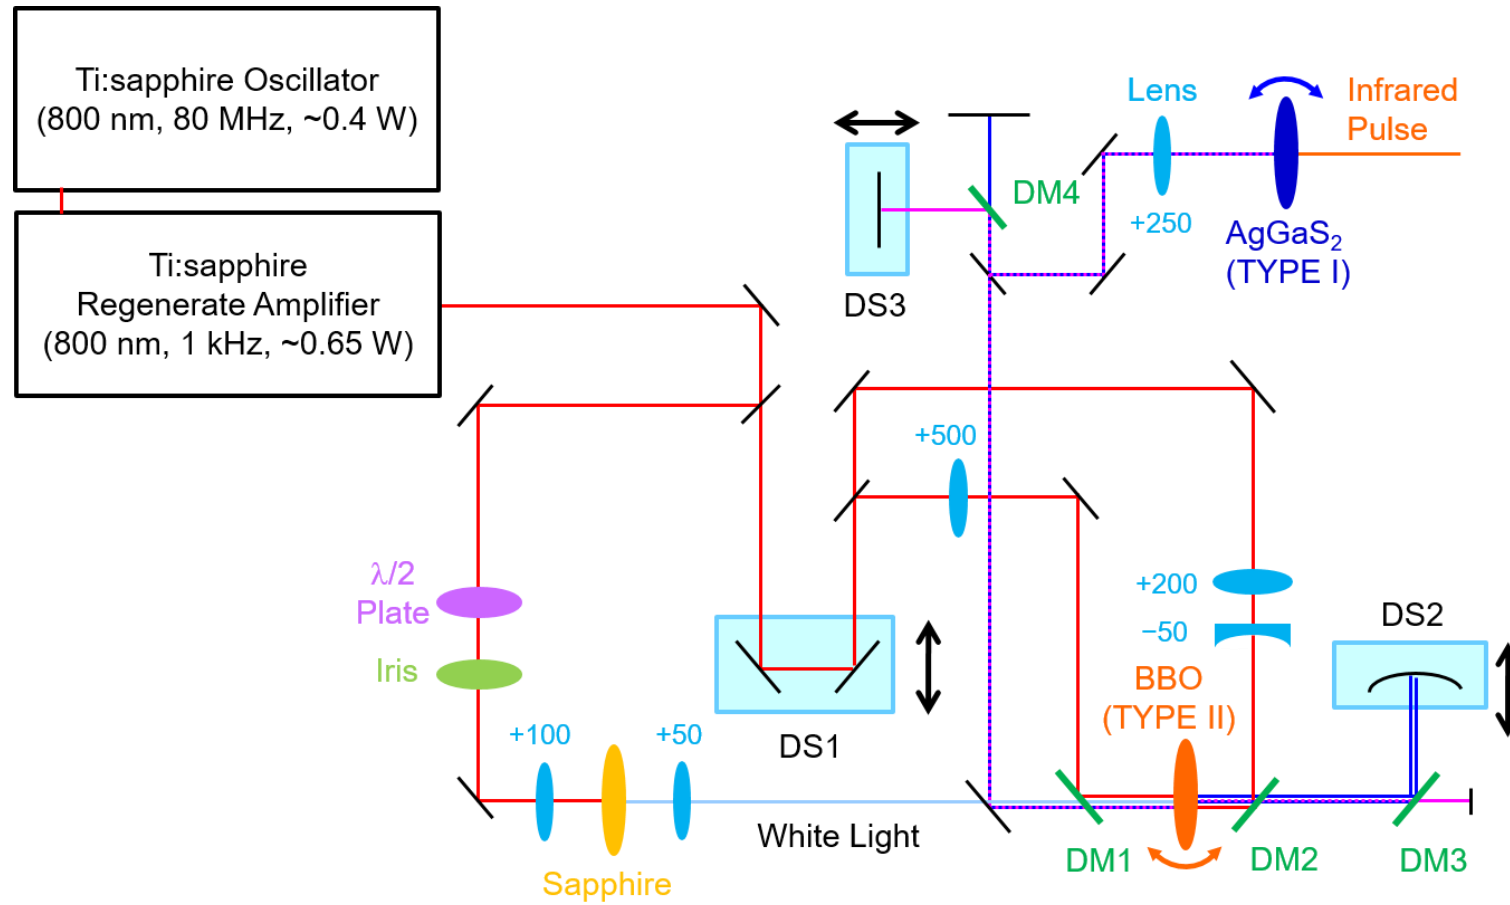 Ti:sapphire Oscillator
(800 nm, 80 MHz, ~0.4 W)
Ti:sapphire
Regenerate Amplifier
(800 nm, 1 kHz, ~0.65 W)
Lens
+250
Infrared
Pulse
AgGaS₂
(TYPE I)
DM4
DS3
+500
λ/2
Plate
Iris
+100
+50
Sapphire
White Light
DS1
+200
−50
BBO
(TYPE II)
DS2
DM1
DM2
DM3